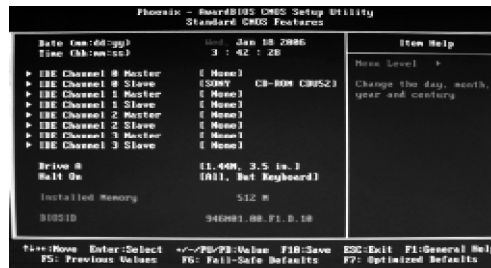 Phoenix - AwardBIOS CMOS Setup Utility
Standard CMOS Features
Date (mm:dd:yy) Wed, Jan 18 2006
Time (hh:mm:ss) 3 : 42 : 28
IDE Channel 0 Master [ None]
IDE Channel 0 Slave [SONY CD-ROM CDU52]
IDE Channel 1 Master [ None]
IDE Channel 1 Slave [ None]
IDE Channel 2 Master [ None]
IDE Channel 2 Slave [ None]
IDE Channel 3 Master [ None]
IDE Channel 3 Slave [ None]
Drive A [1.44M, 3.5 in.]
Halt On [All, But Keyboard]
Installed Memory 512 M
BIOSID 946M01.00.F1.D.10
Item Help
Menu Level ▸
Change the day, month,
year and century
↑↓→←:Move Enter:Select +/-/PU/PD:Value F10:Save ESC:Exit F1:General Help
F5: Previous Values F6: Fail-Safe Defaults F7: Optimized Defaults